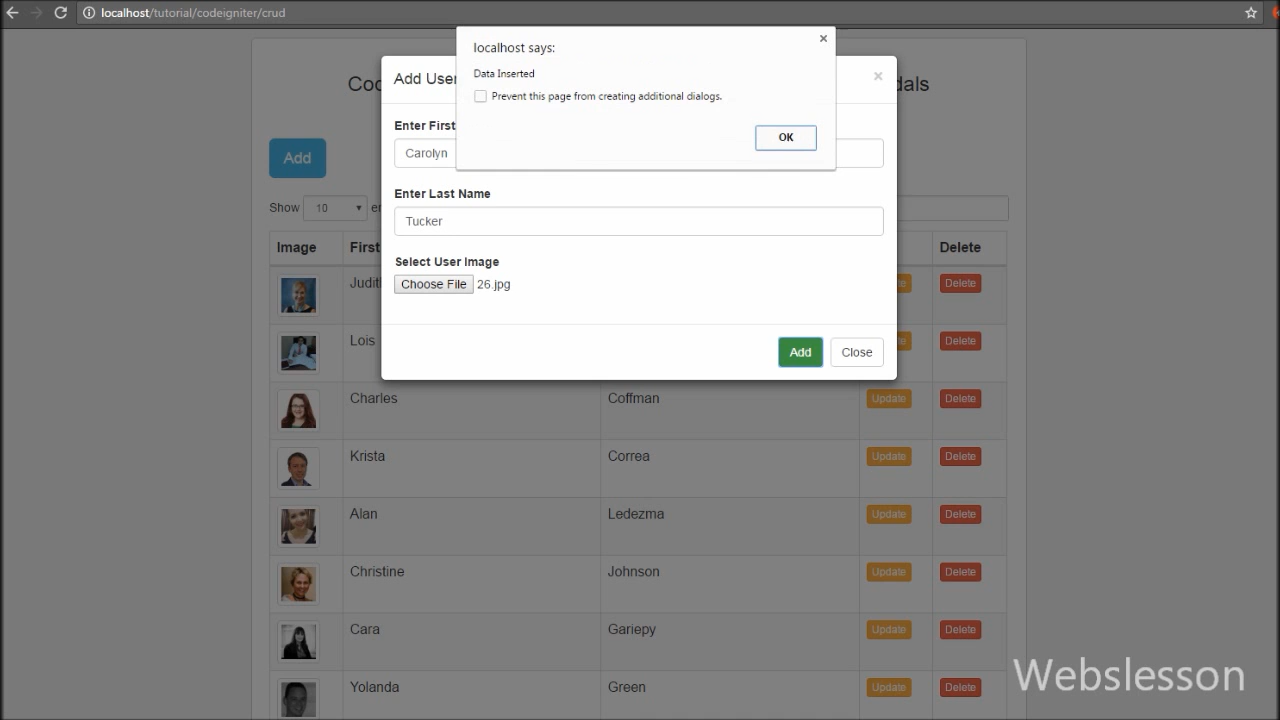 localhost/tutorial/codeigniter/crud
localhost says:
Data Inserted
Prevent this page from creating additional dialogs.
OK
Add User
Enter First
Carolyn
Enter Last Name
Tucker
Select User Image
Choose File 26.jpg
Add Close
Add
Show 10
Image First Delete
Delete
Lois Delete
Charles Coffman Update Delete
Krista Correa Update Delete
Alan Ledezma Update Delete
Christine Johnson Update Delete
Cara Gariepy Update Delete
Yolanda Green Update Delete
Webslesson